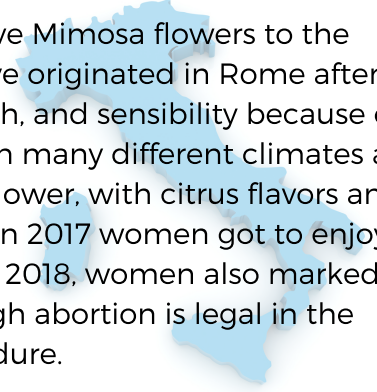 ve Mimosa flowers to the
ve originated in Rome after
h, and sensibility because
n many different climates
ower, with citrus flavors
n 2017 women got to enjoy
2018, women also marked
gh abortion is legal in the
dure.